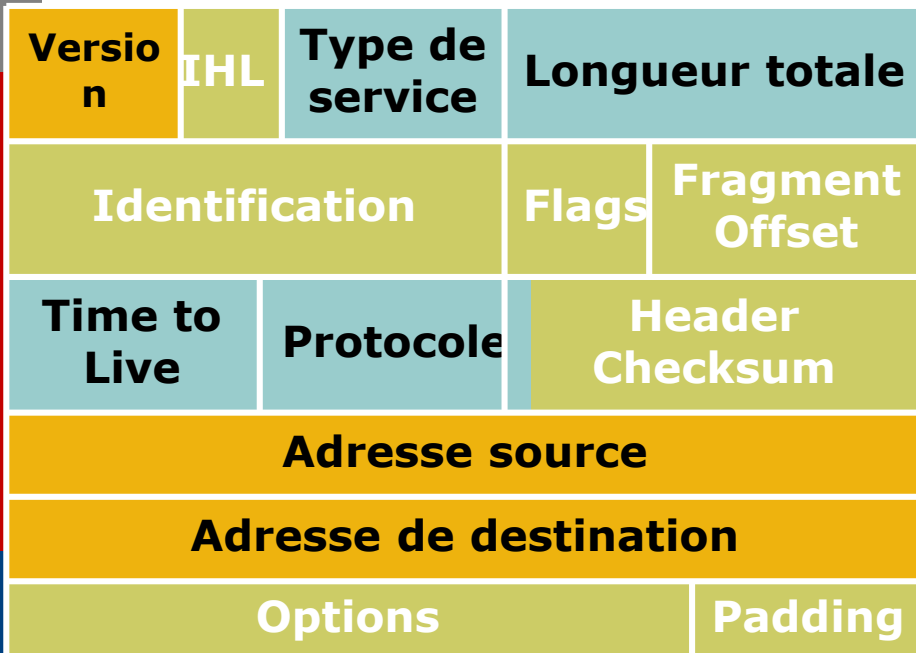 Versio
n
IHL
Type de
service
Longueur totale
Identification
Flags
Fragment
Offset
Time to
Live
Protocole
Header
Checksum
Adresse source
Adresse de destination
Options
Padding